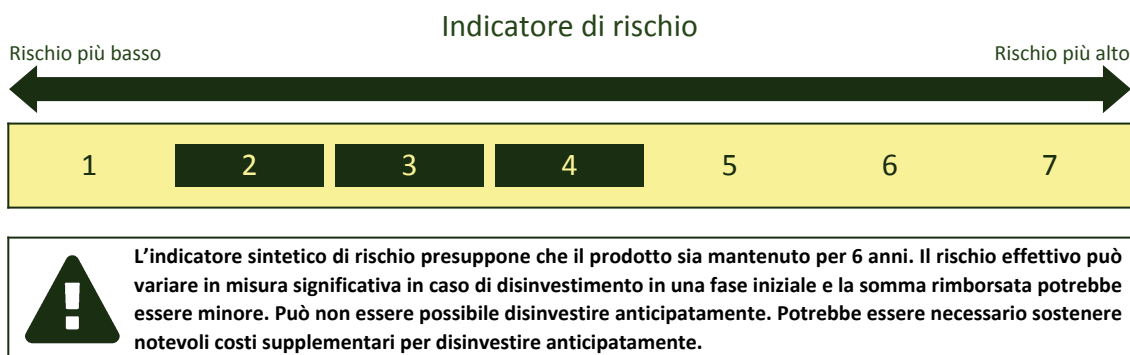 Indicatore di rischio
Rischio più basso
Rischio più alto
1 2 3 4 5 6 7
L’indicatore sintetico di rischio presuppone che il prodotto sia mantenuto per 6 anni. Il rischio effettivo può
variare in misura significativa in caso di disinvestimento in una fase iniziale e la somma rimborsata potrebbe
essere minore. Può non essere possibile disinvestire anticipatamente. Potrebbe essere necessario sostenere
notevoli costi supplementari per disinvestire anticipatamente.